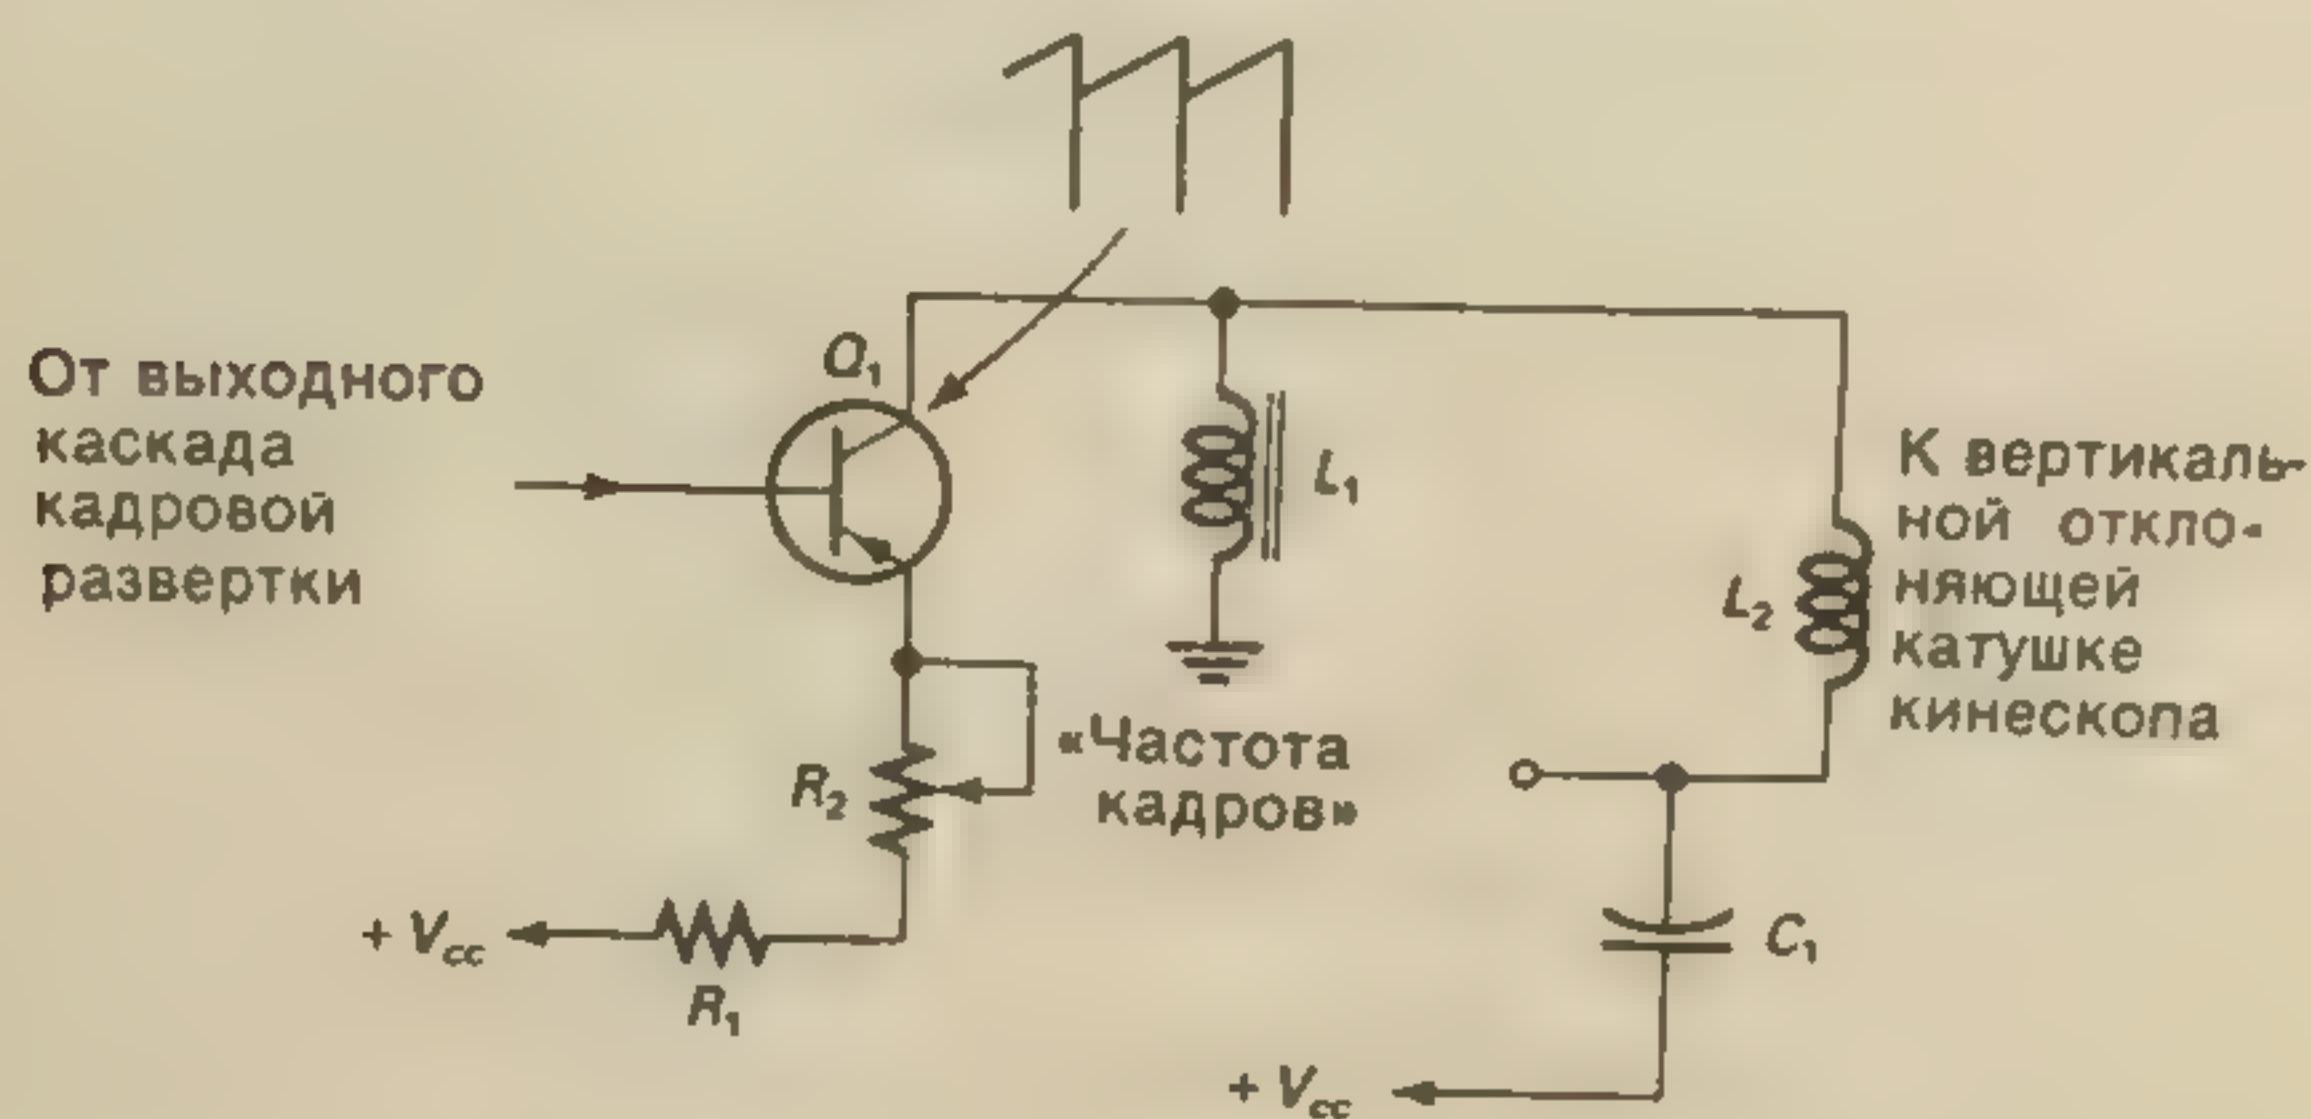 Q₁
От выходного
каскада
кадровой
развертки
L₁
К вертикаль-
ной откло-
няющей
катушке
кинескопа
L₂
«Частота
кадров»
R₂
+ Vcc
R₁
C₁
+ Vcc